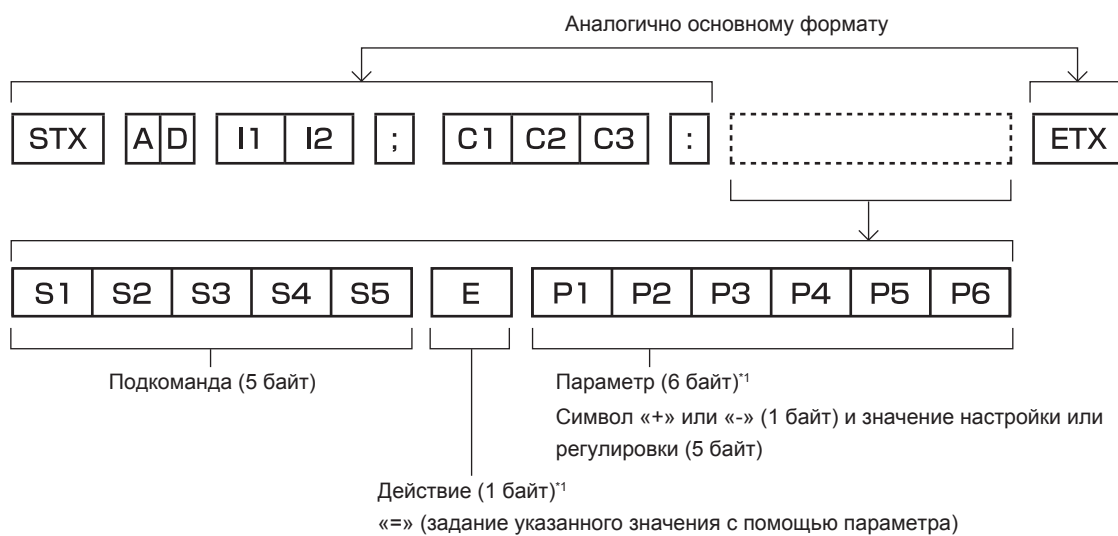 Аналогично основному формату
STX A D I1 I2 ; C1 C2 C3 : ETX
S1 S2 S3 S4 S5 E P1 P2 P3 P4 P5 P6
Подкоманда (5 байт)
Параметр (6 байт)*1
Символ «+» или «-» (1 байт) и значение настройки или
регулировки (5 байт)
Действие (1 байт)*1
«=» (задание указанного значения с помощью параметра)